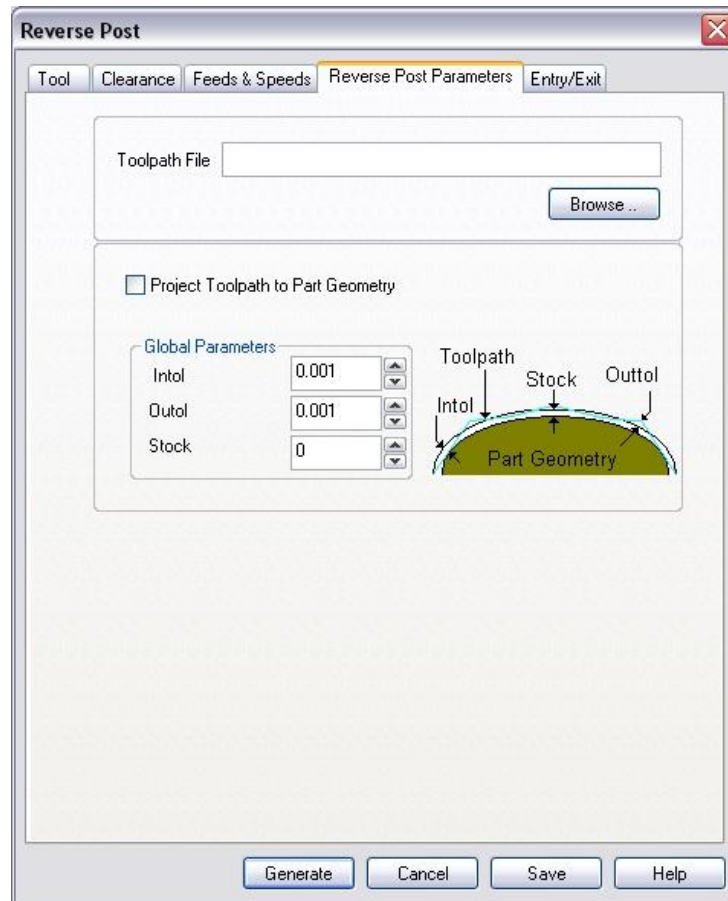 Reverse Post
Tool Clearance Feeds & Speeds Reverse Post Parameters Entry/Exit
Toolpath File
Browse ..
Project Toolpath to Part Geometry
Global Parameters
Intol 0.001
Outol 0.001
Stock 0
Toolpath
Stock
Outtol
Intol
Part Geometry
Generate Cancel Save Help